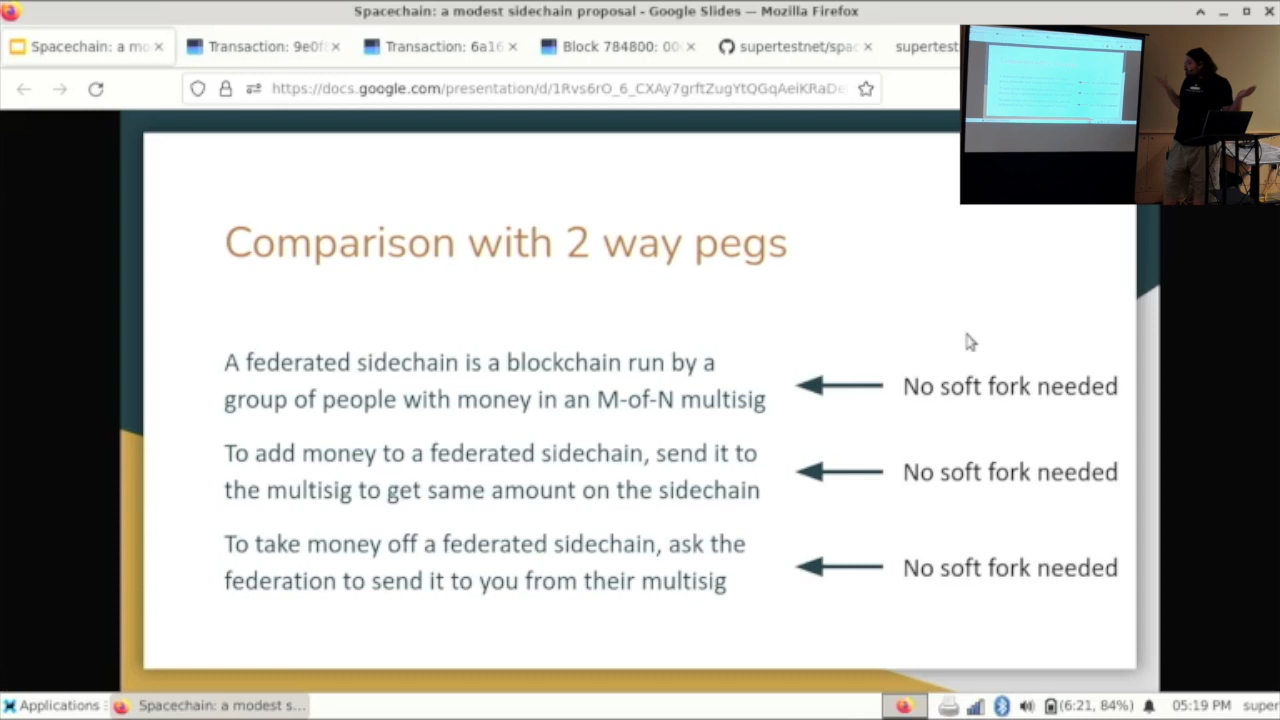 Spacechain: a modest sidechain proposal - Google Slides — Mozilla Firefox
Spacechain: a mo
Transaction: 9e0f
Transaction: 6a16
Block 784800: 00
supertestnet/spac
supertest
https://docs.google.com/presentation/d/1Rvs6rO_6_CXAy7grftZugYtQGqAeiKRaDe
Comparison with 2 way pegs
A federated sidechain is a blockchain run by a
group of people with money in an M-of-N multisig
No soft fork needed
To add money to a federated sidechain, send it to
the multisig to get same amount on the sidechain
No soft fork needed
To take money off a federated sidechain, ask the
federation to send it to you from their multisig
No soft fork needed
Applications
Spacechain: a modest s...
(6:21, 84%)
05:19 PM
super